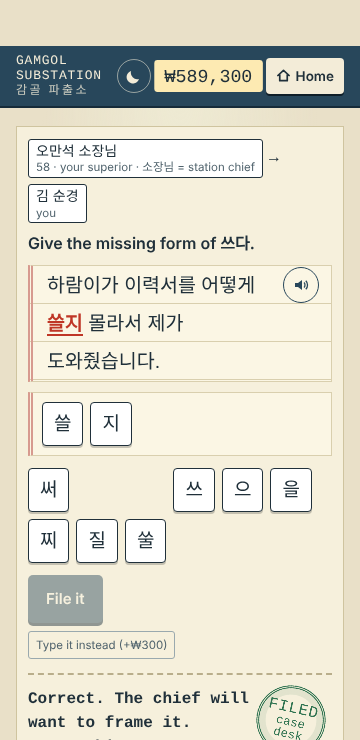 GAMGOL
SUBSTATION
감골 파출소
₩589,300
Home
오만석 소장님
58 · your superior · 소장님 = station chief
→
김 순경
you
Give the missing form of 쓰다.
하람이가 이력서를 어떻게
쓸지 몰라서 제가
도와줬습니다.
쓸 지
써 쓰 으 을
찌 질 쑬
File it
Type it instead (+₩300)
Correct. The chief will
want to frame it.
FILED
case
desk